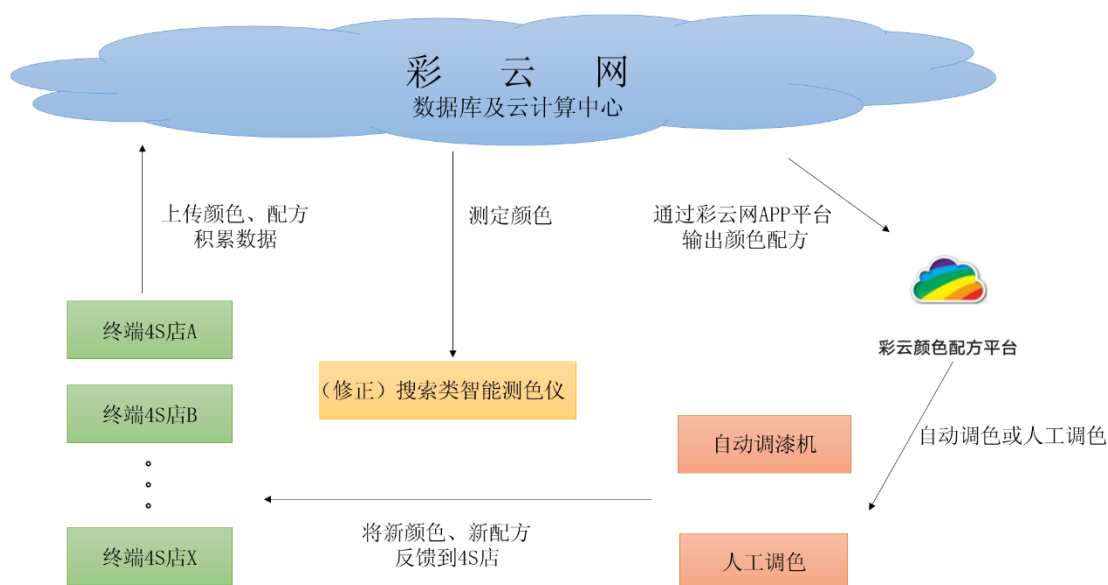 彩 云 网
数据库及云计算中心
上传颜色、配方
积累数据
测定颜色
通过彩云网APP平台
输出颜色配方
终端4S店A
彩云颜色配方平台
（修正）搜索类智能测色仪
终端4S店B
自动调漆机
自动调色或人工调色
将新颜色、新配方
反馈到4S店
终端4S店X
人工调色